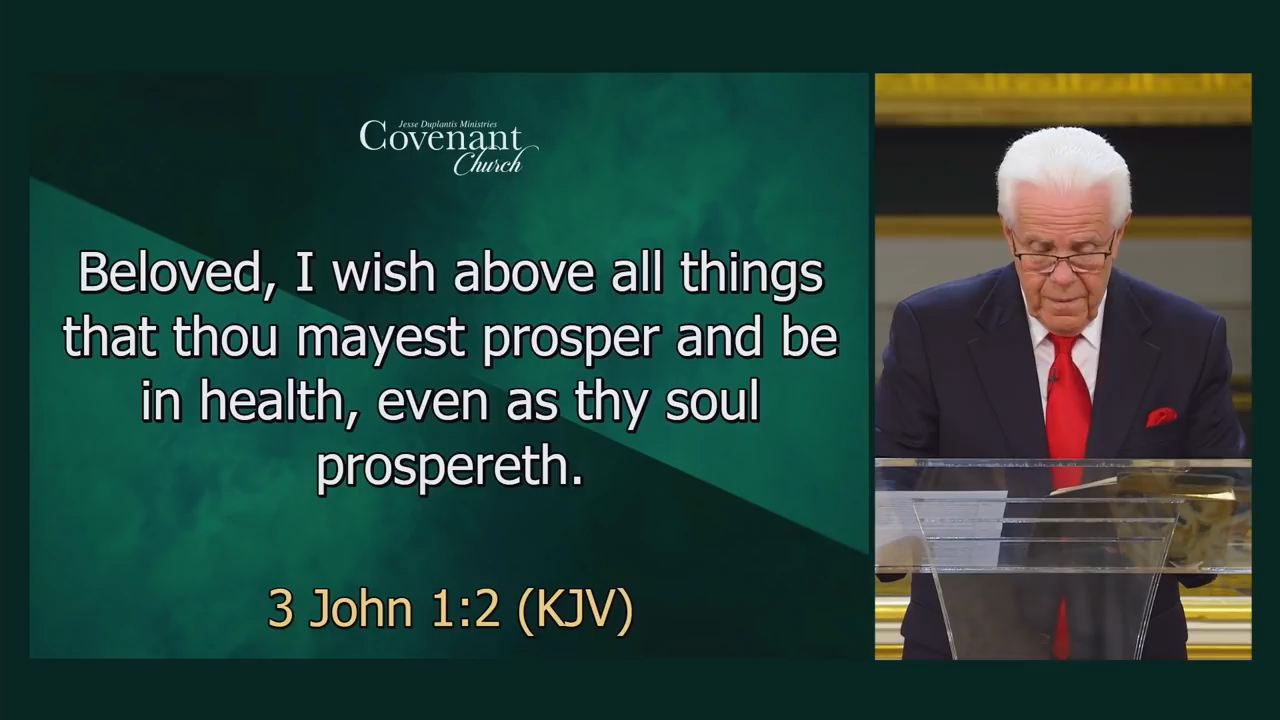 Jesse Duplantis Ministries
Covenant
Church
Beloved, I wish above all things
that thou mayest prosper and be
in health, even as thy soul
prospereth.
3 John 1:2 (KJV)